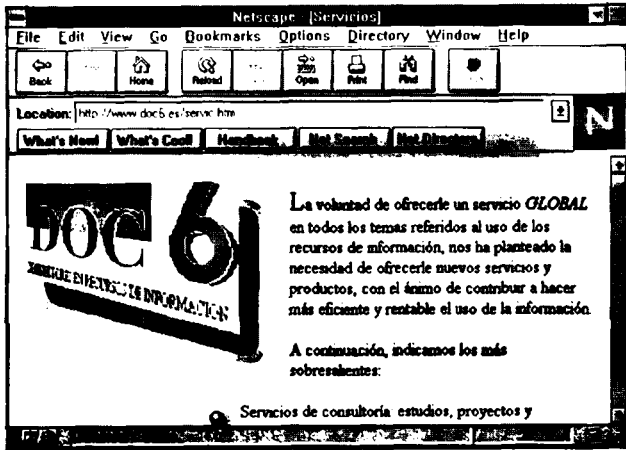 Netscape - [Servicios]
File Edit View Go Bookmarks Options Directory Window Help
Back Home Reload Open Print Find
Location: http://www.doc6.es/servic.htm
What's New! What's Cool! Handbook Net Search Net Directory
DOC 6
La voluntad de ofrecerle un servicio GLOBAL
en todos los temas referidos al uso de los
recursos de información, nos ha planteado la
necesidad de ofrecerle nuevos servicios y
productos, con el ánimo de contribuir a hacer
más eficiente y rentable el uso de la información.
A continuación, indicamos los más
sobresalientes:
Servicios de consultoría: estudios, proyectos y
EN RECURSOS DE INFORMACION
N